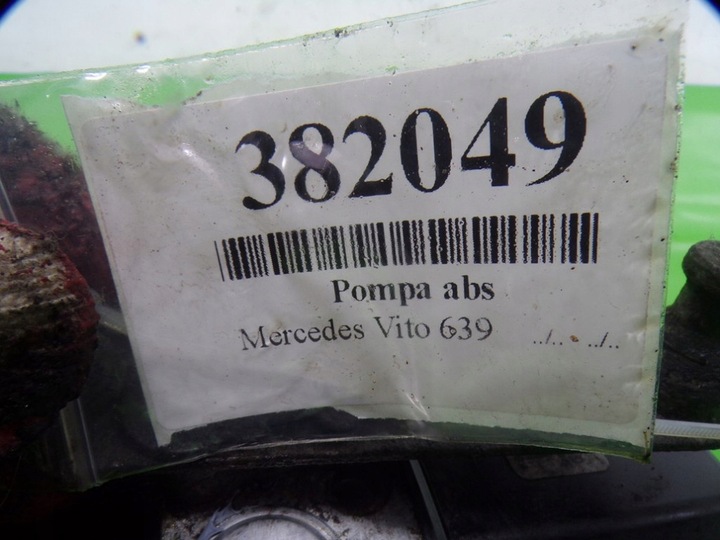 382049
Pompa abs
Mercedes Vito 639 ../.. - ../..